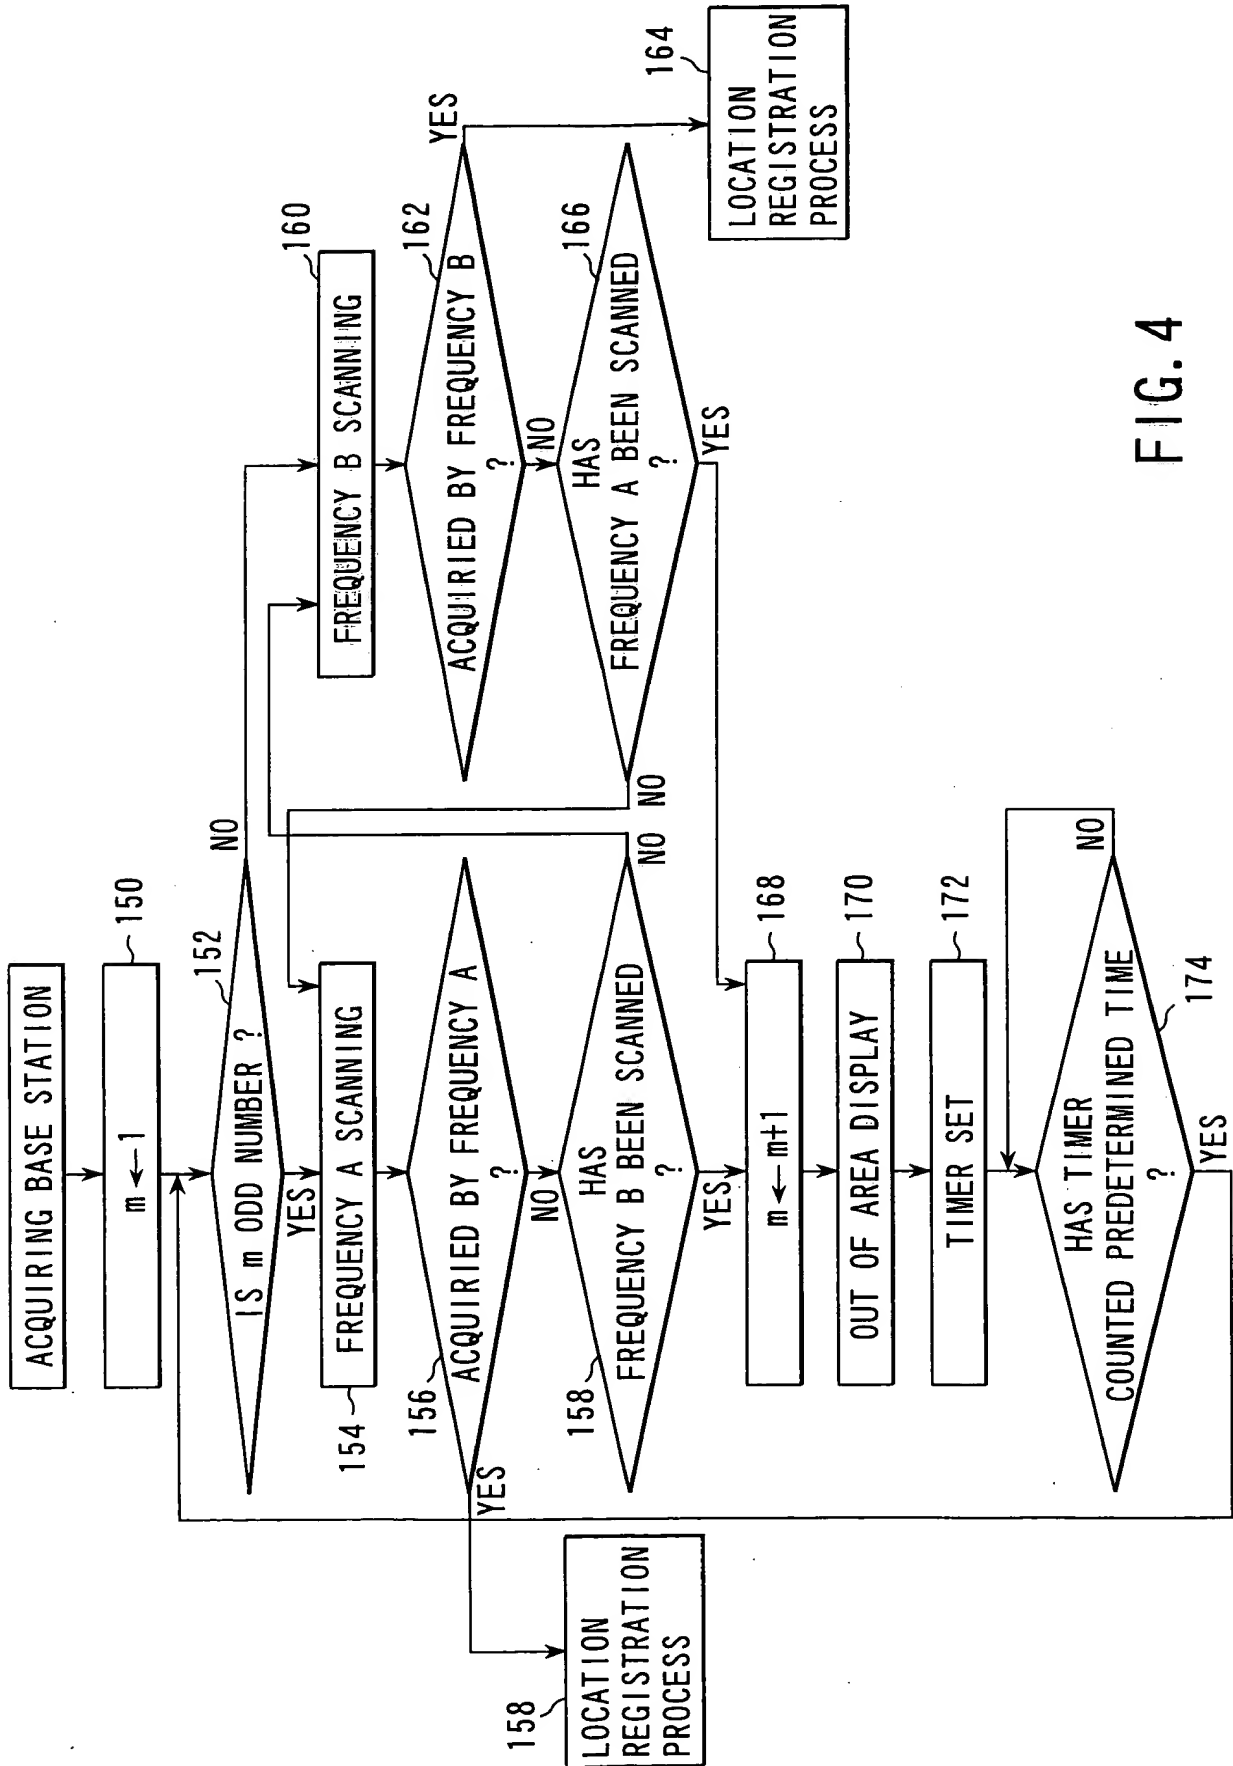 ACQUIRING BASE STATION
150
m ← 1
152
IS m ODD NUMBER ?
NO
YES
154
FREQUENCY A SCANNING
156
ACQUIRIED BY FREQUENCY A
?
YES
NO
158
LOCATION
REGISTRATION
PROCESS
158
HAS
FREQUENCY B BEEN SCANNED
?
NO
YES
160
FREQUENCY B SCANNING
162
ACQUIRIED BY FREQUENCY B
?
YES
NO
164
LOCATION
REGISTRATION
PROCESS
166
HAS
FREQUENCY A BEEN SCANNED
?
NO
YES
168
m ← m+1
170
OUT OF AREA DISPLAY
172
TIMER SET
HAS TIMER
COUNTED PREDETERMINED TIME
?
174
NO
YES
FIG. 4